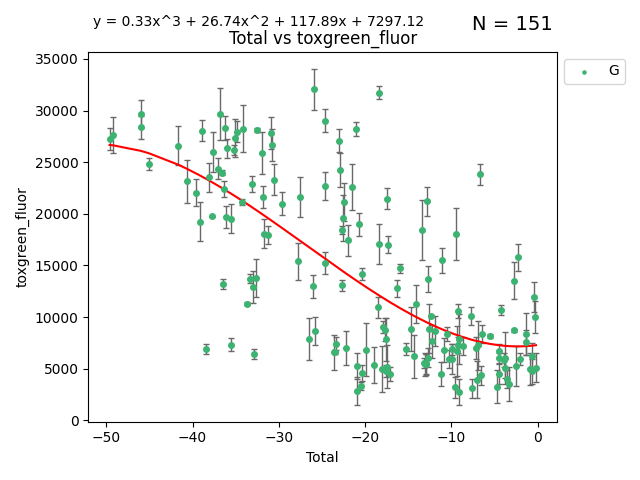 y = 0.33x^3 + 26.74x^2 + 117.89x + 7297.12
N = 151
Total vs toxgreen_fluor
35000
30000
25000
20000
15000
10000
5000
0
toxgreen_fluor
−50
−40
−30
−20
−10
0
Total
G